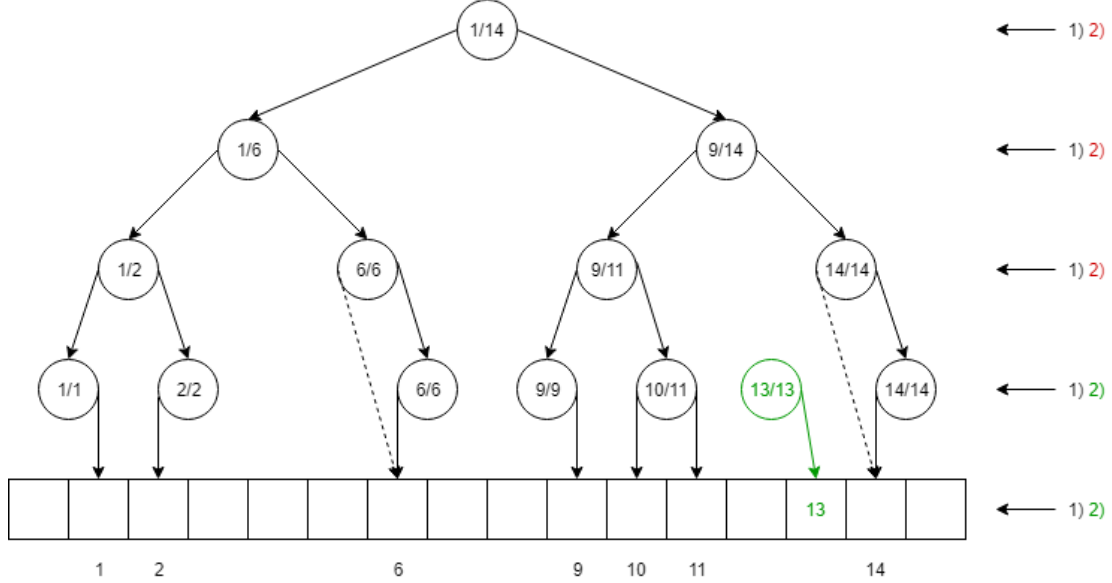 1/14 1) 2)
1/6 9/14 1) 2)
1/2 6/6 9/11 14/14 1) 2)
1/1 2/2 6/6 9/9 10/11 13/13 14/14 1) 2)
13 1) 2)
1 2 6 9 10 11 14